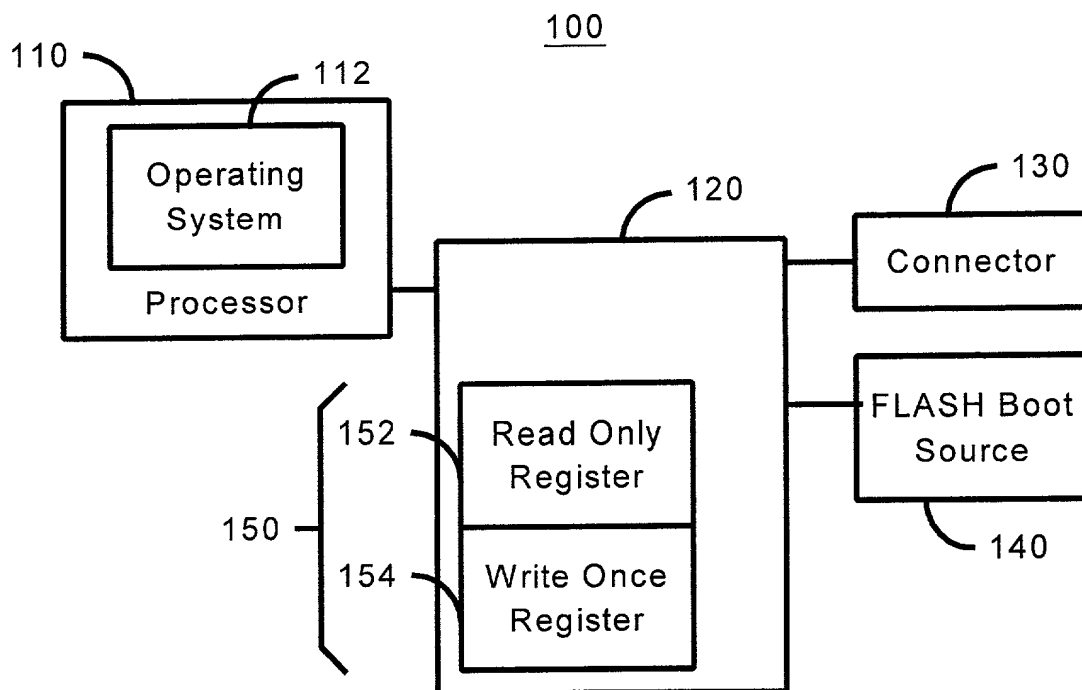 100
110
112
Operating
System
Processor
120
130
Connector
FLASH Boot
Source
140
150
152
Read Only
Register
154
Write Once
Register